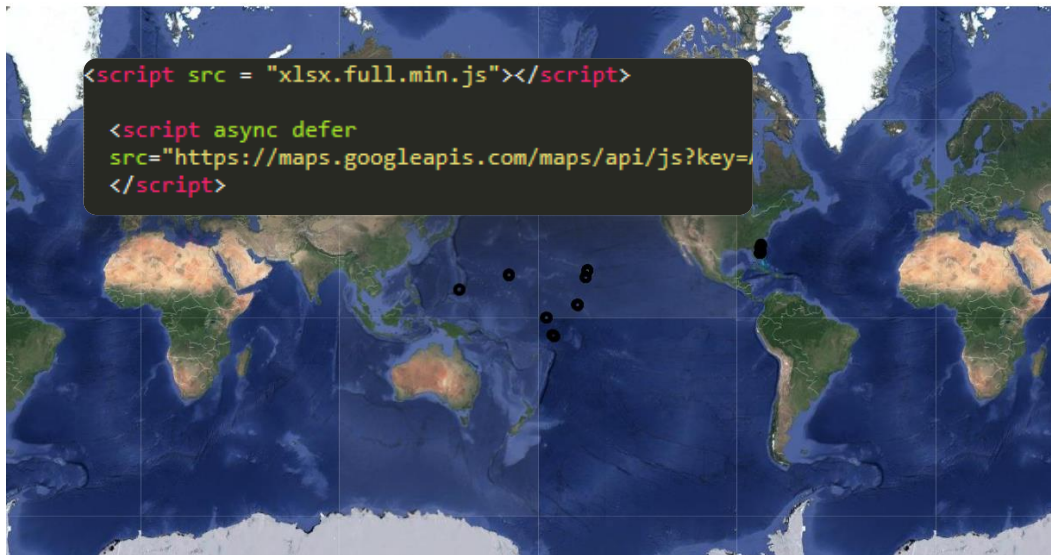 <script src = "xlsx.full.min.js"></script>
<script async defer
src="https://maps.googleapis.com/maps/api/js?key=
</script>